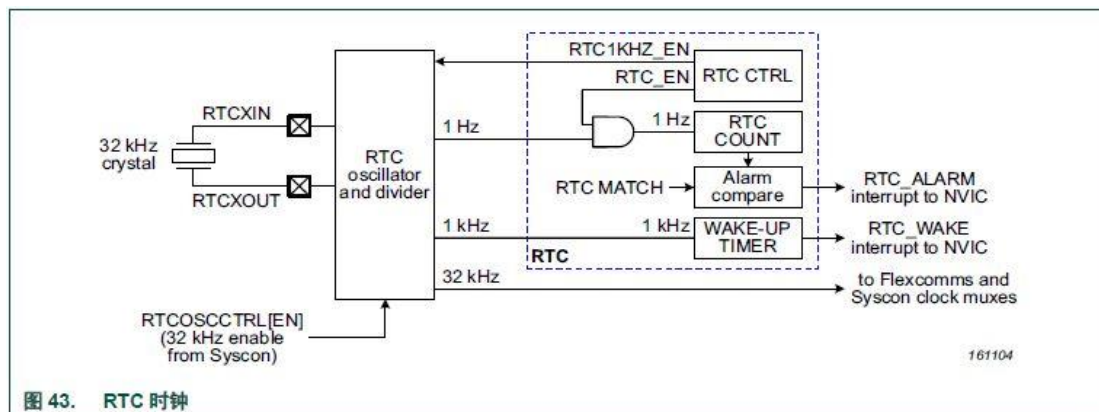 RTC1KHZ_EN
RTC_EN
RTC CTRL
RTCXIN
32 kHz
crystal
RTCXOUT
RTC
oscillator
and divider
1 Hz
1 Hz
RTC
COUNT
RTC MATCH
Alarm
compare
RTC_ALARM
interrupt to NVIC
1 kHz
1 kHz
WAKE-UP
TIMER
RTC_WAKE
interrupt to NVIC
RTC
32 kHz
to Flexcomms and
Syscon clock muxes
RTCOSCCTRL[EN]
(32 kHz enable
from Syscon)
161104
图 43. RTC 时钟